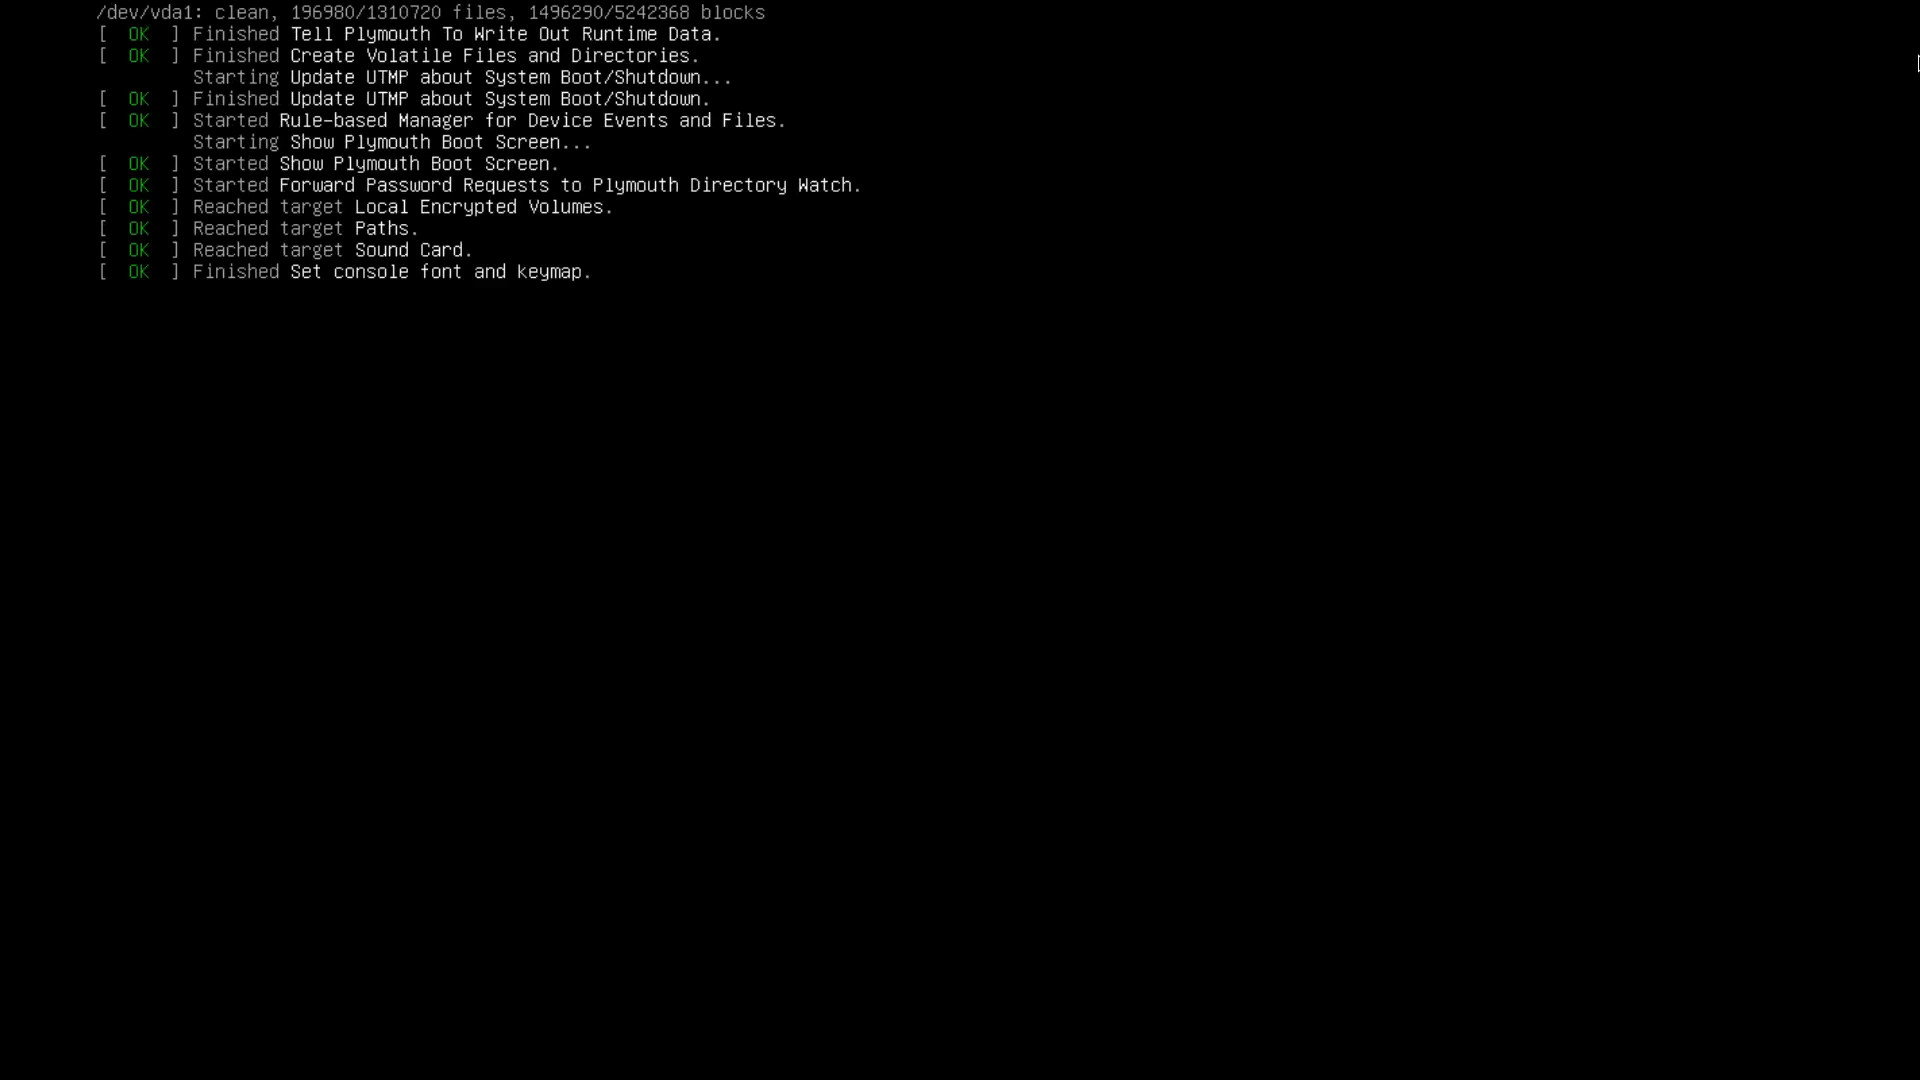 /dev/vda1: clean, 196980/1310720 files, 1496290/5242368 blocks
[  OK  ] Finished Tell Plymouth To Write Out Runtime Data.
[  OK  ] Finished Create Volatile Files and Directories.
Starting Update UTMP about System Boot/Shutdown...
[  OK  ] Finished Update UTMP about System Boot/Shutdown.
[  OK  ] Started Rule-based Manager for Device Events and Files.
Starting Show Plymouth Boot Screen...
[  OK  ] Started Show Plymouth Boot Screen.
[  OK  ] Started Forward Password Requests to Plymouth Directory Watch.
[  OK  ] Reached target Local Encrypted Volumes.
[  OK  ] Reached target Paths.
[  OK  ] Reached target Sound Card.
[  OK  ] Finished Set console font and keymap.